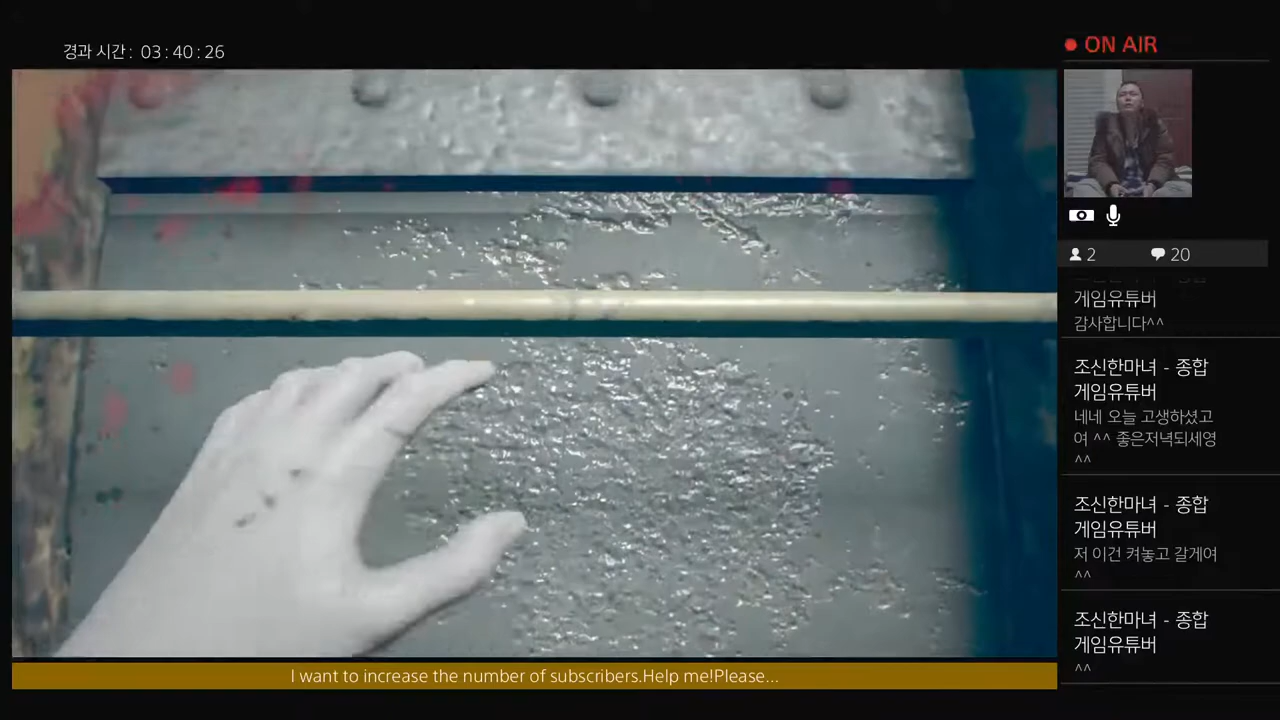 경과 시간 : 03 : 40 : 26
ON AIR
2
20
게임유튜버
감사합니다^^
조신한마녀 - 종합
게임유튜버
네네 오늘 고생하셨고
여 ^^ 좋은저녁되세영
^^
조신한마녀 - 종합
게임유튜버
저 이건 켜놓고 갈게여
^^
조신한마녀 - 종합
게임유튜버
^^
I want to increase the number of subscribers.Help me!Please...